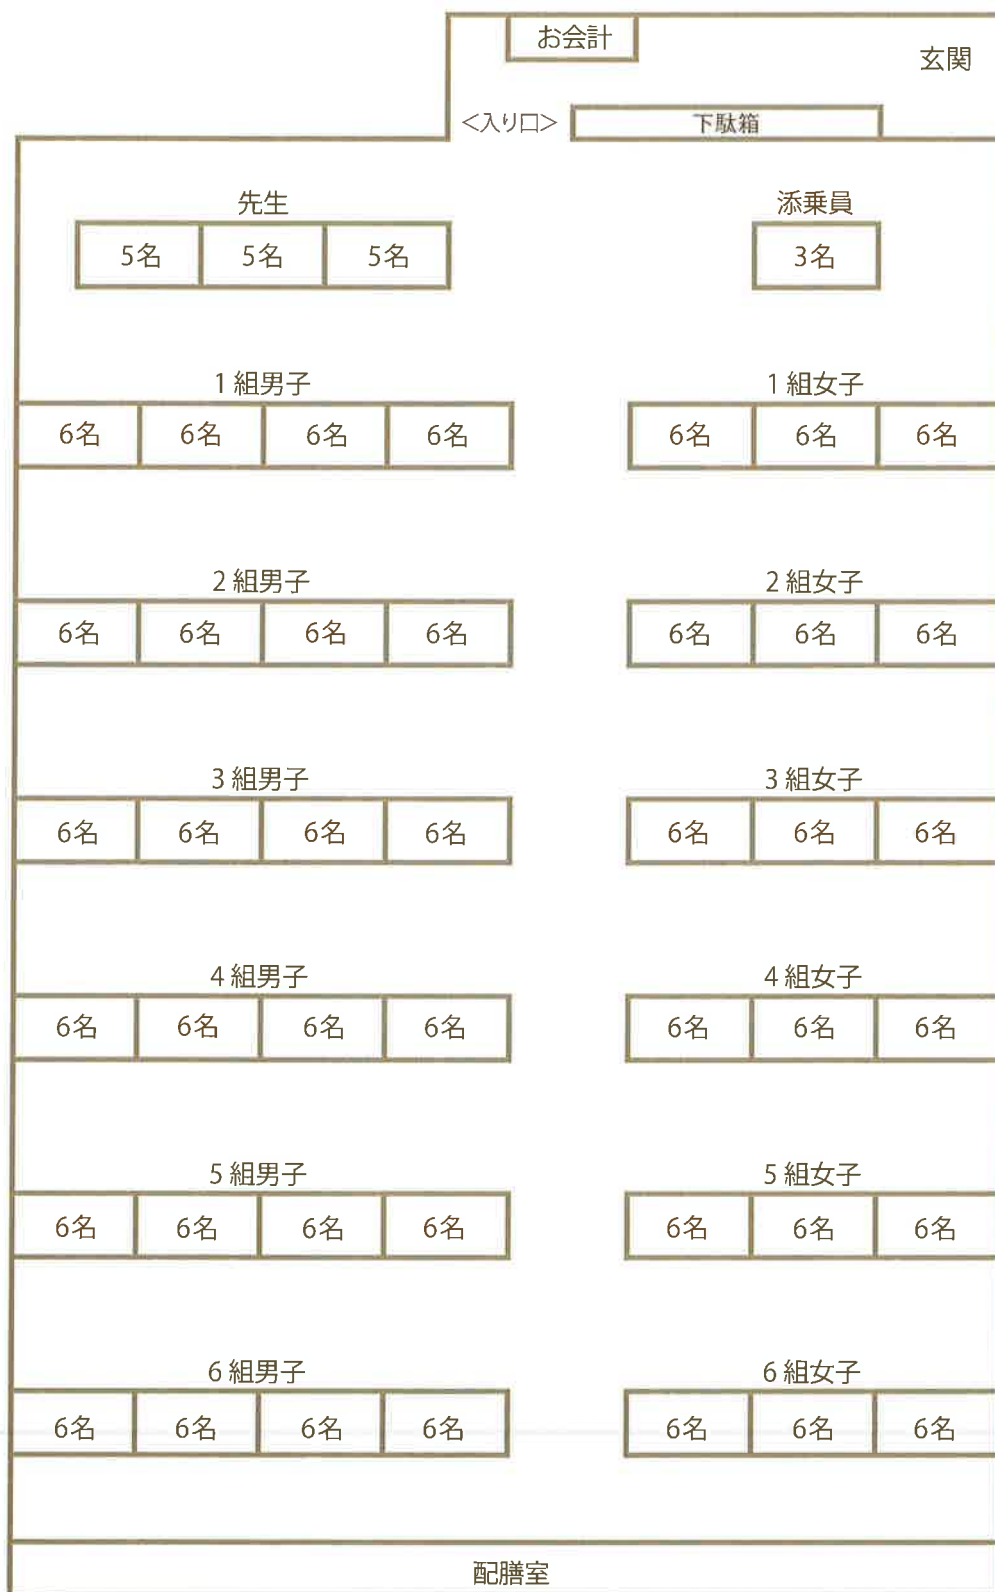 お会計
玄関
<入り口>
下駄箱
先生
添乗員
5名 5名 5名
3名
1組男子
1組女子
6名 6名 6名 6名
6名 6名 6名
2組男子
2組女子
6名 6名 6名 6名
6名 6名 6名
3組男子
3組女子
6名 6名 6名 6名
6名 6名 6名
4組男子
4組女子
6名 6名 6名 6名
6名 6名 6名
5組男子
5組女子
6名 6名 6名 6名
6名 6名 6名
6組男子
6組女子
6名 6名 6名 6名
6名 6名 6名
配膳室